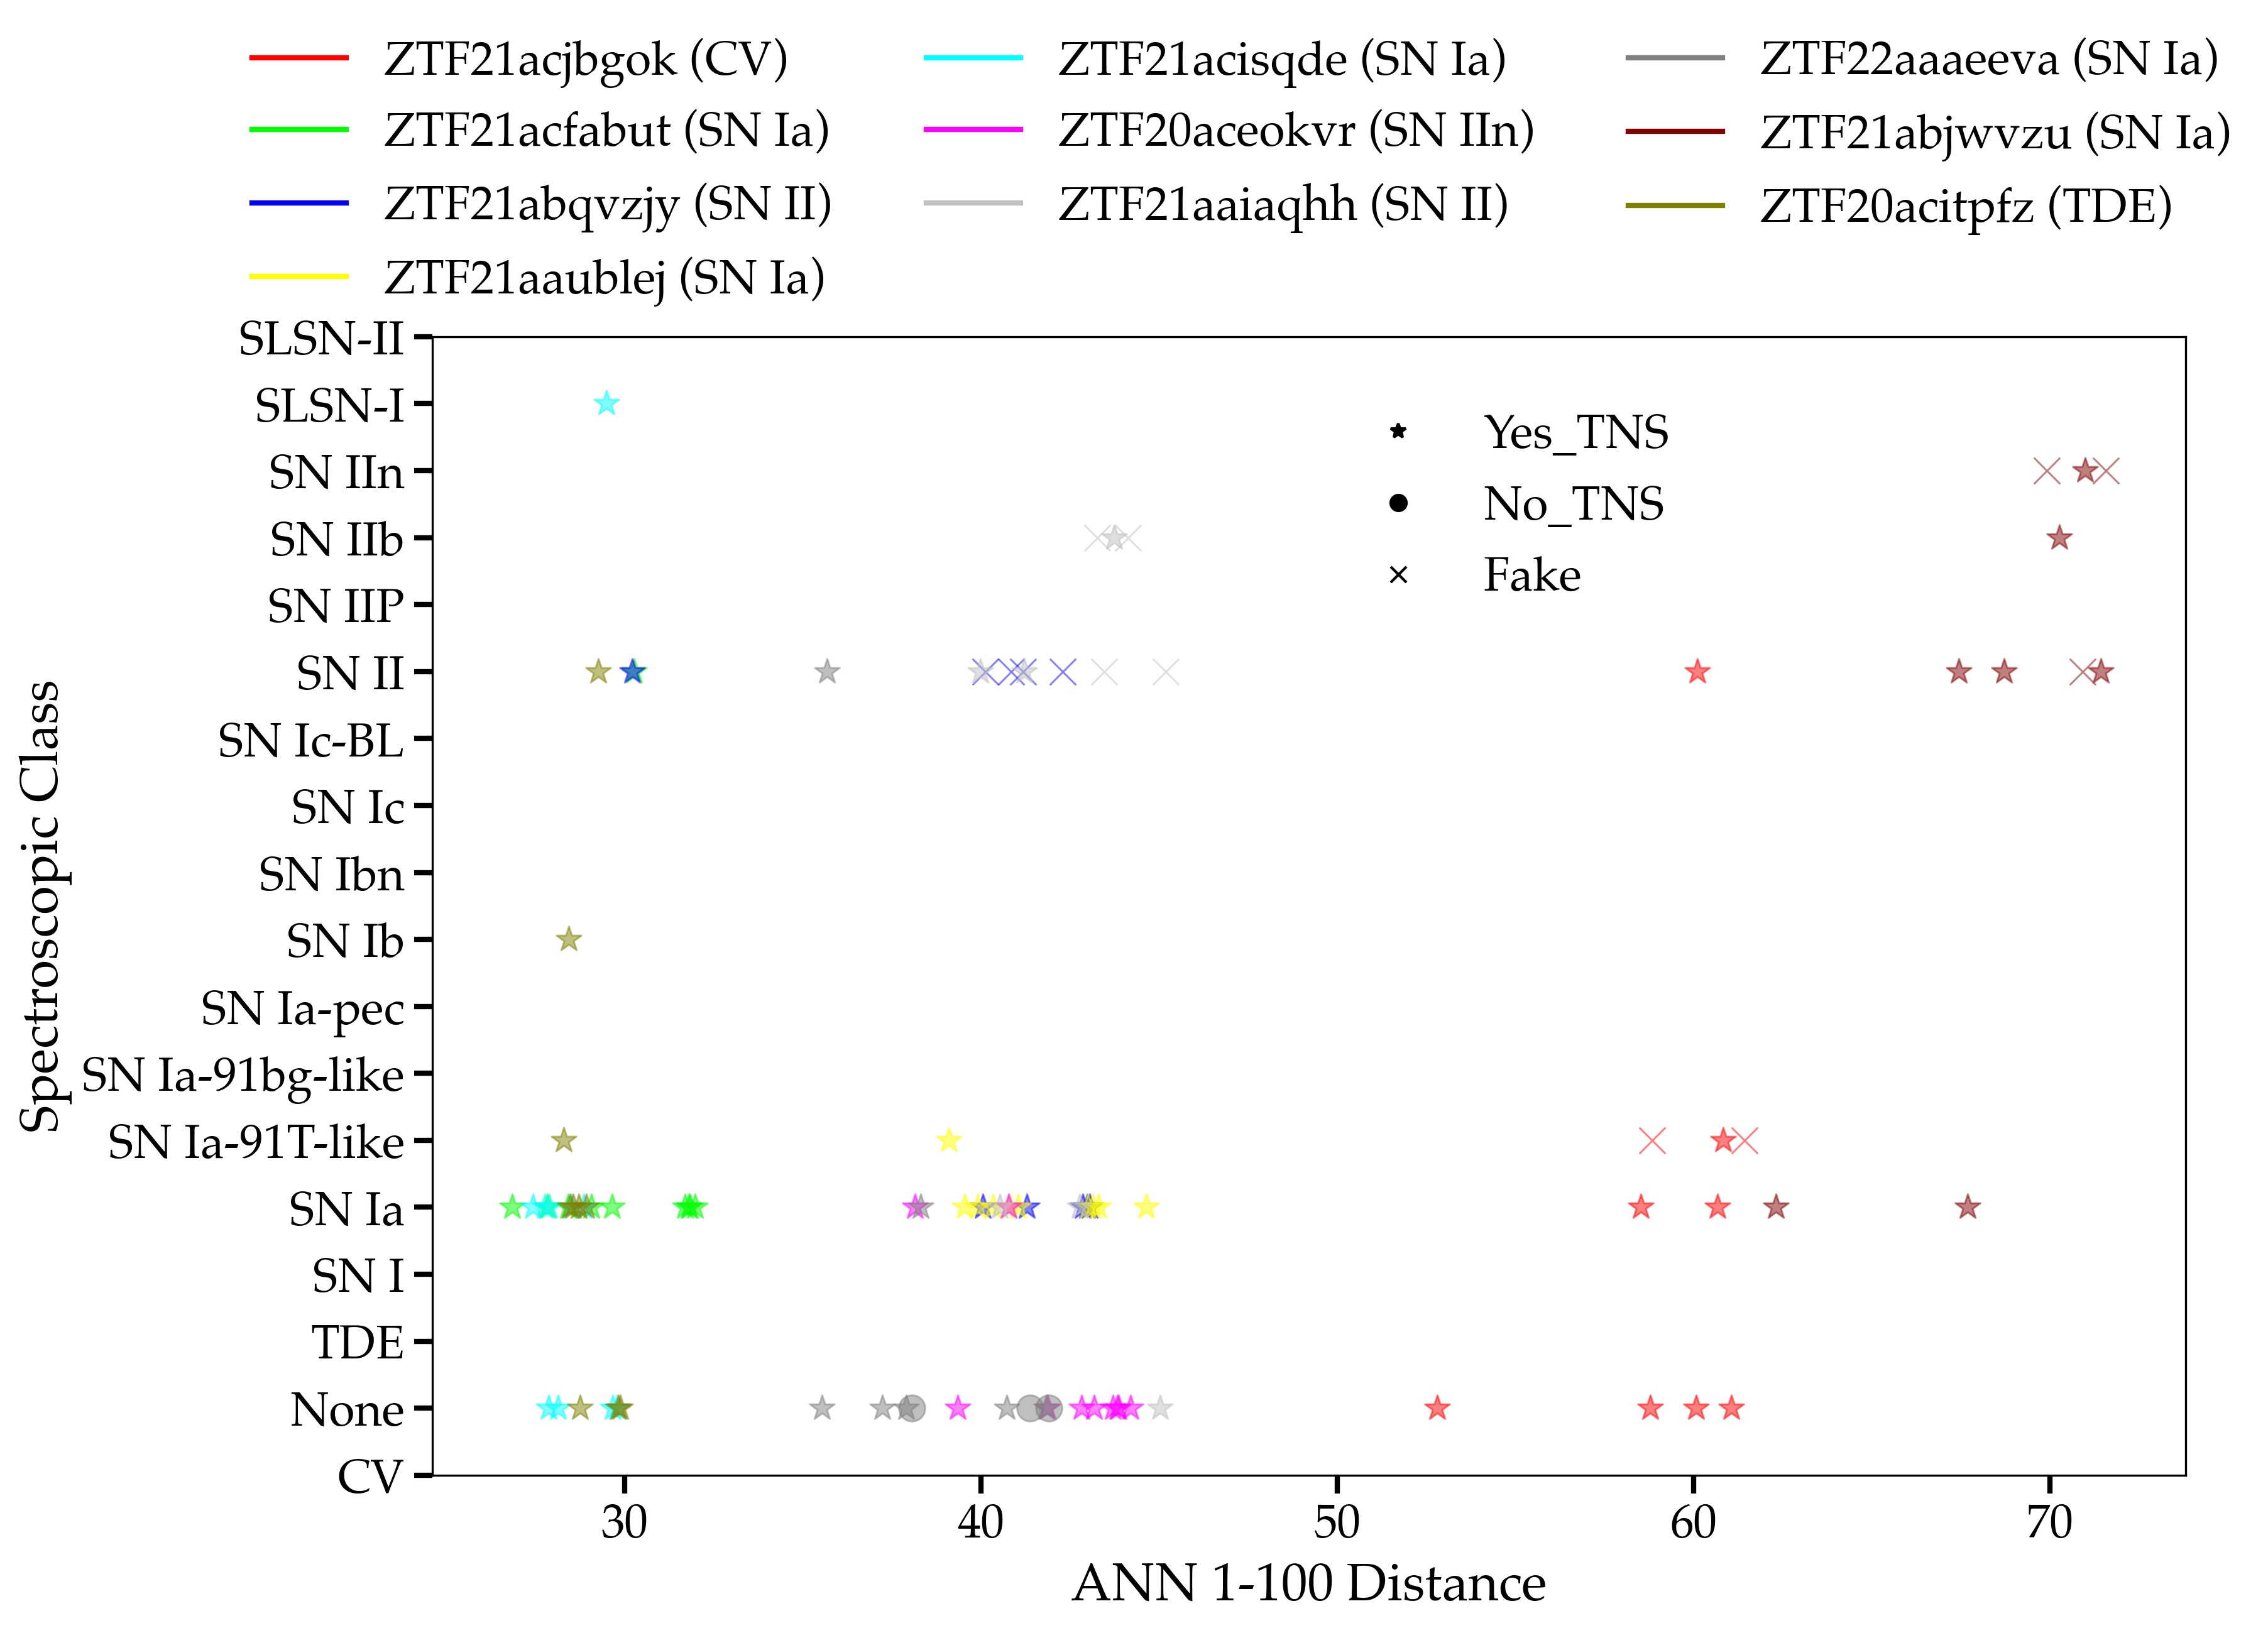 ZTF21acjbgok (CV)
ZTF21acfabut (SN Ia)
ZTF21abqvzjy (SN II)
ZTF21aaublej (SN Ia)
ZTF21acisqde (SN Ia)
ZTF20aceokvr (SN IIn)
ZTF21aaiaqhh (SN II)
ZTF22aaaeeva (SN Ia)
ZTF21abjwvzu (SN Ia)
ZTF20acitpfz (TDE)
Spectroscopic Class
SLSN-II
SLSN-I
SN IIn
SN IIb
SN IIP
SN II
SN Ic-BL
SN Ic
SN Ibn
SN Ib
SN Ia-pec
SN Ia-91bg-like
SN Ia-91T-like
SN Ia
SN I
TDE
None
CV
Yes_TNS
No_TNS
Fake
30 40 50 60 70
ANN 1-100 Distance